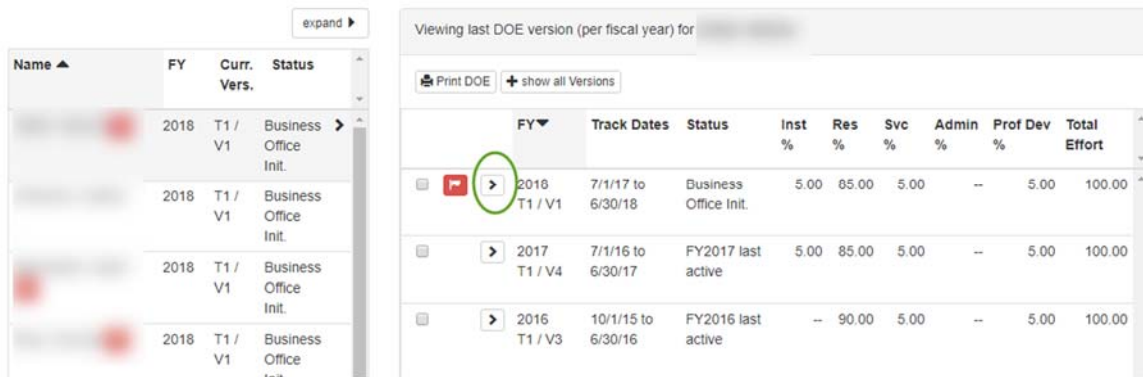 expand
Name FY Curr. Vers. Status
2018 T1 / V1 Business Office Init.
2018 T1 / V1 Business Office Init.
2018 T1 / V1 Business Office Init.
2018 T1 / V1 Business Office
Viewing last DOE version (per fiscal year) for
Print DOE + show all Versions
FY Track Dates Status Inst % Res % Svc % Admin % Prof Dev % Total Effort
2018 T1 / V1 7/1/17 to 6/30/18 Business Office Init. 5.00 85.00 5.00 -- 5.00 100.00
2017 T1 / V4 7/1/16 to 6/30/17 FY2017 last active 5.00 85.00 5.00 -- 5.00 100.00
2016 T1 / V3 10/1/15 to 6/30/16 FY2016 last active -- 90.00 5.00 -- 5.00 100.00